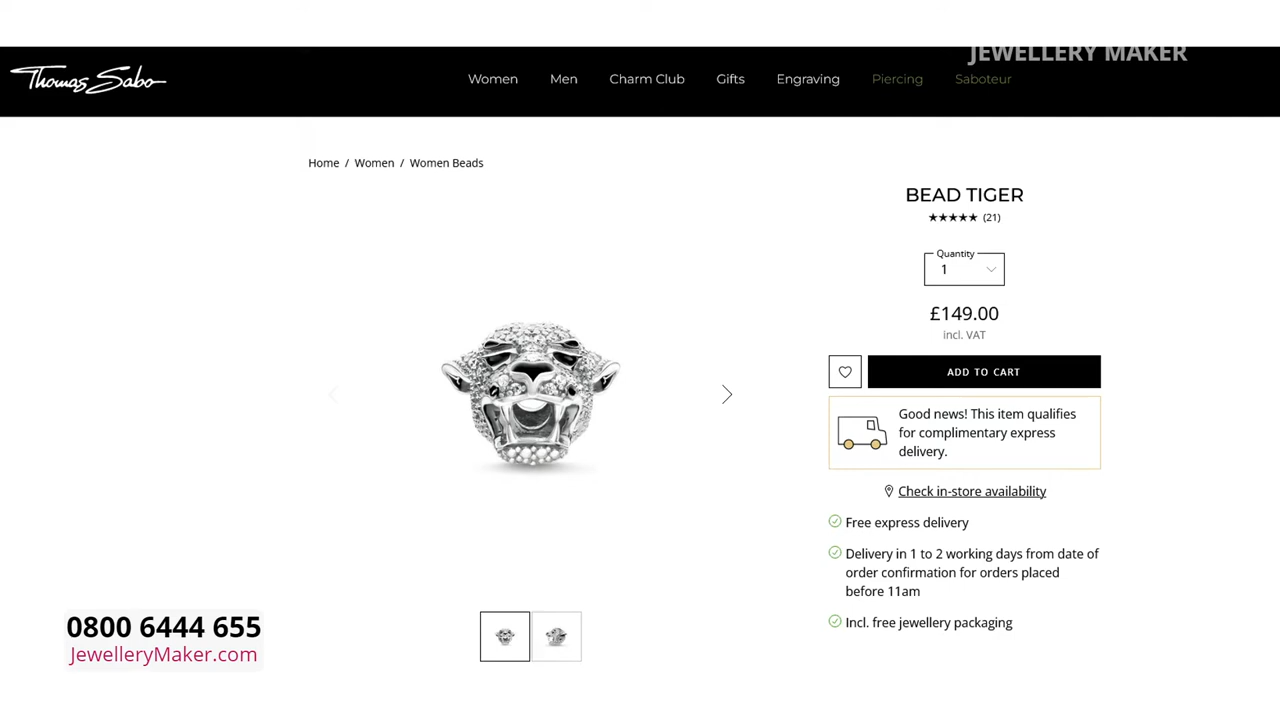 JEWELLERY MAKER
Thomas Sabo
Women
Men
Charm Club
Gifts
Engraving
Piercing
Saboteur
Home / Women / Women Beads
BEAD TIGER
★★★★★ (21)
Quantity
1
£149.00
incl. VAT
ADD TO CART
Good news! This item qualifies
for complimentary express
delivery.
Check in-store availability
Free express delivery
Delivery in 1 to 2 working days from date of
order confirmation for orders placed
before 11am
Incl. free jewellery packaging
0800 6444 655
JewelleryMaker.com